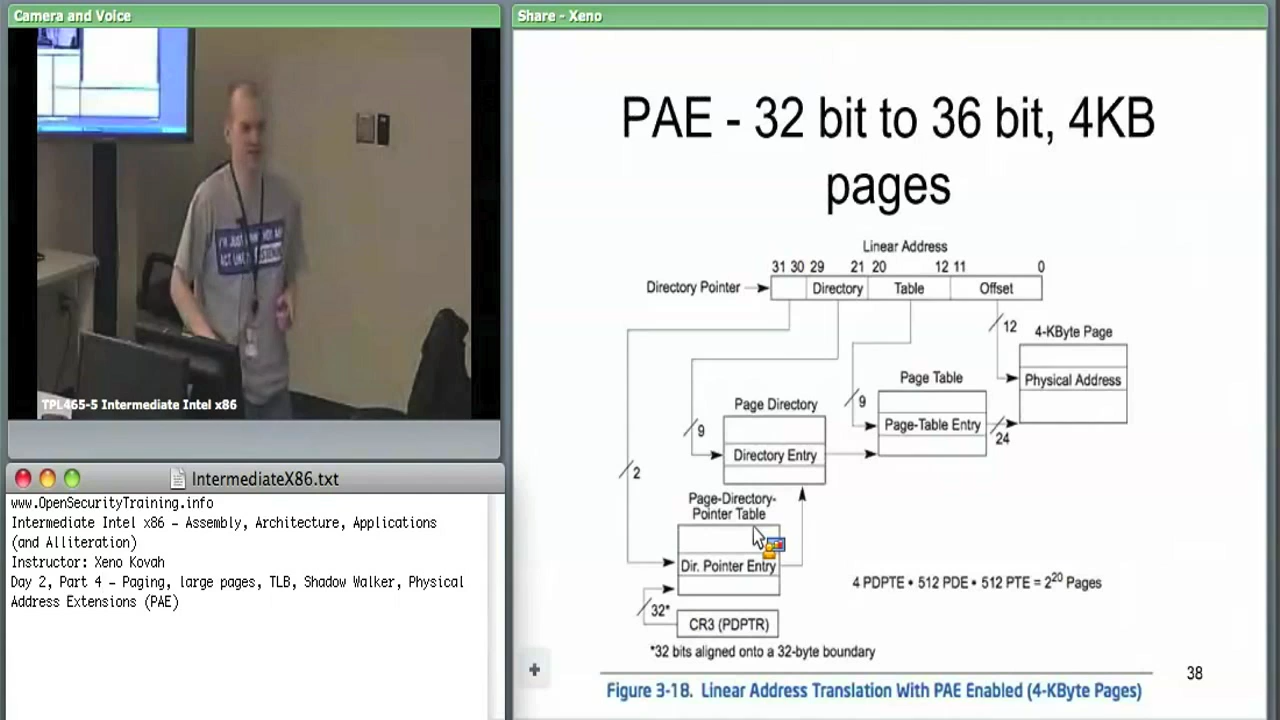 Camera and Voice
TPL465-5 Intermediate Intel x86
IntermediateX86.txt
www.OpenSecurityTraining.info
Intermediate Intel x86 – Assembly, Architecture, Applications
(and Alliteration)
Instructor: Xeno Kovah
Day 2, Part 4 – Paging, large pages, TLB, Shadow Walker, Physical
Address Extensions (PAE)
Share - Xeno
PAE - 32 bit to 36 bit, 4KB
pages
Linear Address
31 30 29 21 20 12 11 0
Directory Pointer
Directory Table Offset
12
4-KByte Page
Physical Address
Page Table
9
Page-Table Entry
24
Page Directory
9
Directory Entry
2
Page-Directory-
Pointer Table
Dir. Pointer Entry
4 PDPTE • 512 PDE • 512 PTE = 2^20 Pages
32*
CR3 (PDPTR)
*32 bits aligned onto a 32-byte boundary
38
Figure 3-18. Linear Address Translation With PAE Enabled (4-KByte Pages)